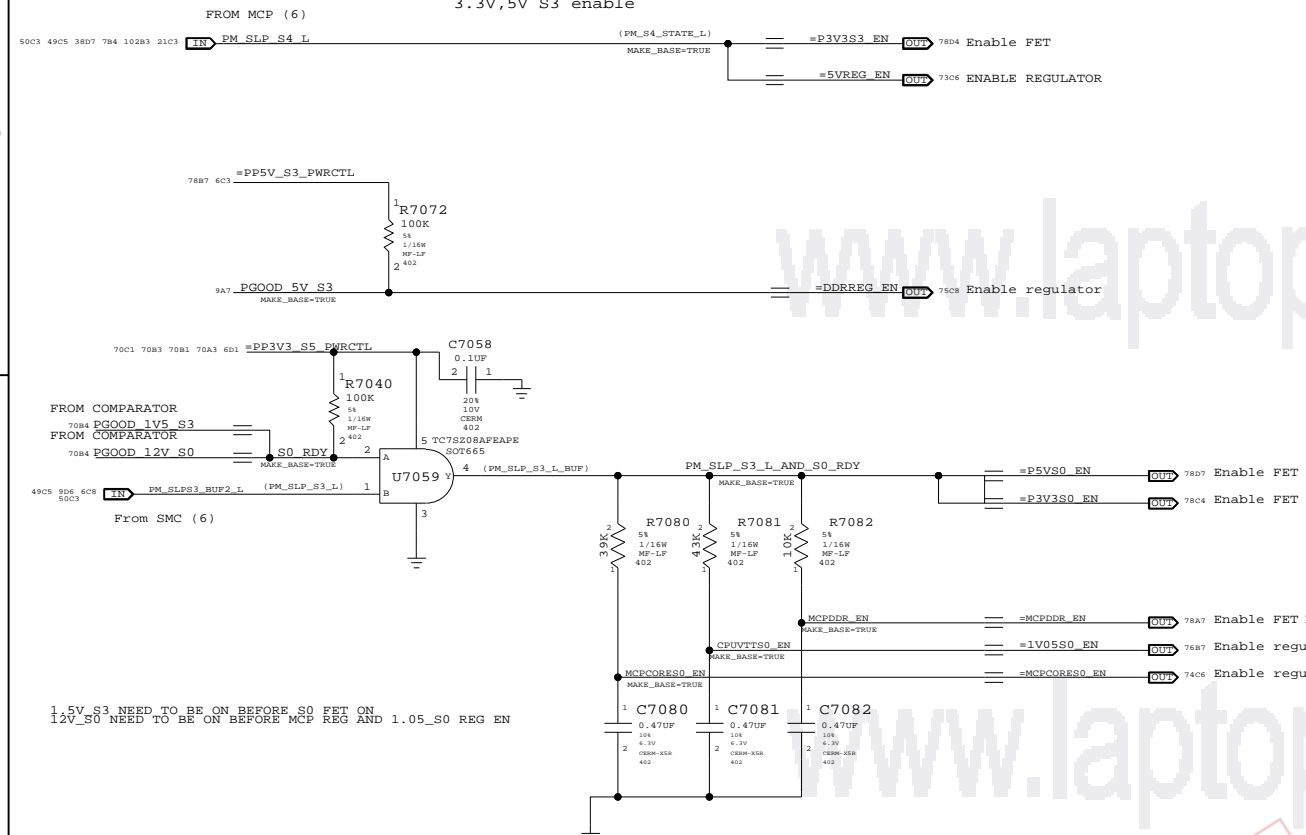 3.3V,5V S3 enable
FROM MCP (6)
50C3 49C5 38D7 7B4 102B3 21C3 IN PM_SLP_S4_L (PM_S4_STATE_L) =P3V3S3_EN OUT 78D4 Enable FET
MAKE_BASE=TRUE
=5VREG_EN OUT 73C6 ENABLE REGULATOR
78B7 6C3 =PP5V_S3_PWRCTL
1
R7072
100K
5%
1/16W
MF-LF
402
2
9A7 PGOOD_5V_S3 =DDRREG_EN OUT 75C8 Enable regulator
MAKE_BASE=TRUE
www.laptop
70C1 70B3 70B1 70A3 6D1 =PP3V3_S5_PWRCTL
C7058
0.1UF
2 1
20%
10V
CERM
402
1
R7040
100K
5%
1/16W
MF-LF
402
2
FROM COMPARATOR
70B4 PGOOD_1V5_S3
FROM COMPARATOR
70B4 PGOOD_12V_S0 S0_RDY 2 A
MAKE_BASE=TRUE
5 TC7SZ08AFEAPE
SOT665
U7059 Y 4 (PM_SLP_S3_L_BUF) PM_SLP_S3_L_AND_S0_RDY =P5VS0_EN OUT 78D7 Enable FET
MAKE_BASE=TRUE
49C5 9D6 6C8
50C3
IN PM_SLPS3_BUF2_L (PM_SLP_S3_L) 1 B
=P3V3S0_EN OUT 78C4 Enable FET
3
From SMC (6)
2 R7080
39K
5%
1/16W
MF-LF
402
1
2 R7081
43K
5%
1/16W
MF-LF
402
1
2 R7082
10K
5%
1/16W
MF-LF
402
1
MCPDDR_EN =MCPDDR_EN OUT 78A7 Enable FET
MAKE_BASE=TRUE
CPUVTTS0_EN =1V05S0_EN OUT 76B7 Enable regu
MAKE_BASE=TRUE
MCPCORES0_EN =MCPCORES0_EN OUT 74C6 Enable regu
MAKE_BASE=TRUE
1.5V_S3 NEED TO BE ON BEFORE S0 FET ON
12V_S0 NEED TO BE ON BEFORE MCP REG AND 1.05_S0 REG EN
1 C7080
0.47UF
10%
6.3V
CERM-X5R
402
2
1 C7081
0.47UF
10%
6.3V
CERM-X5R
402
2
1 C7082
0.47UF
10%
6.3V
CERM-X5R
402
2
www.laptop